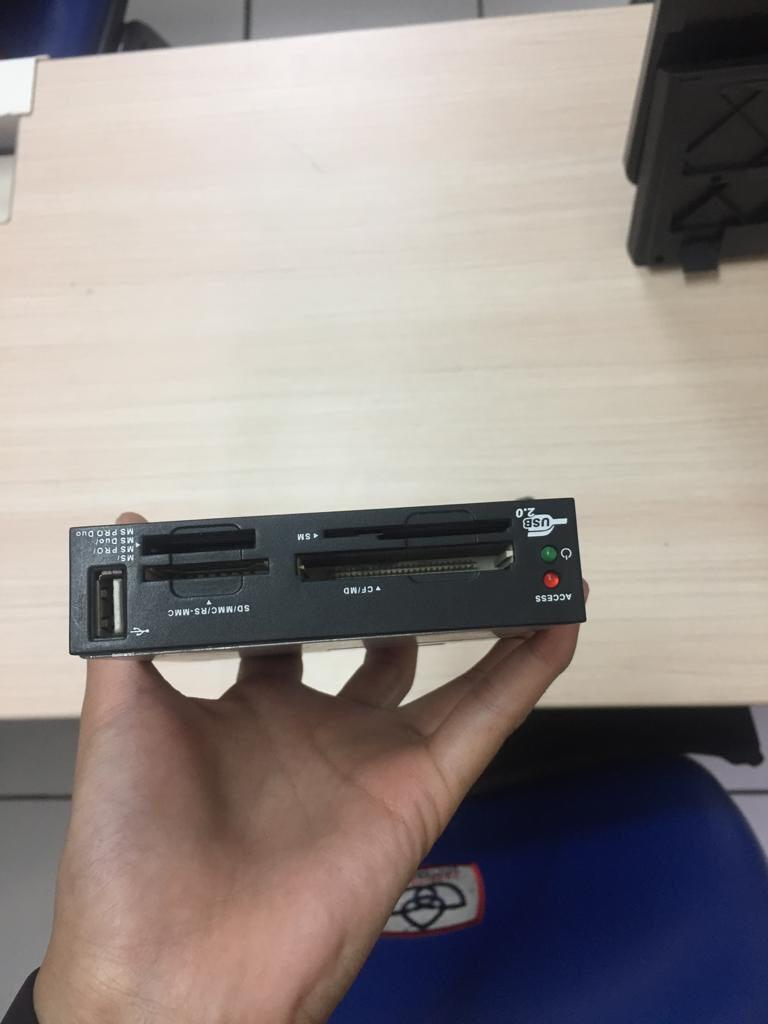 ACCESS
USB
2.0
CF/MD
SM
SD/MMC/RS-MMC
MS/
MS PRO/
MS Duo/
MS PRO Duo